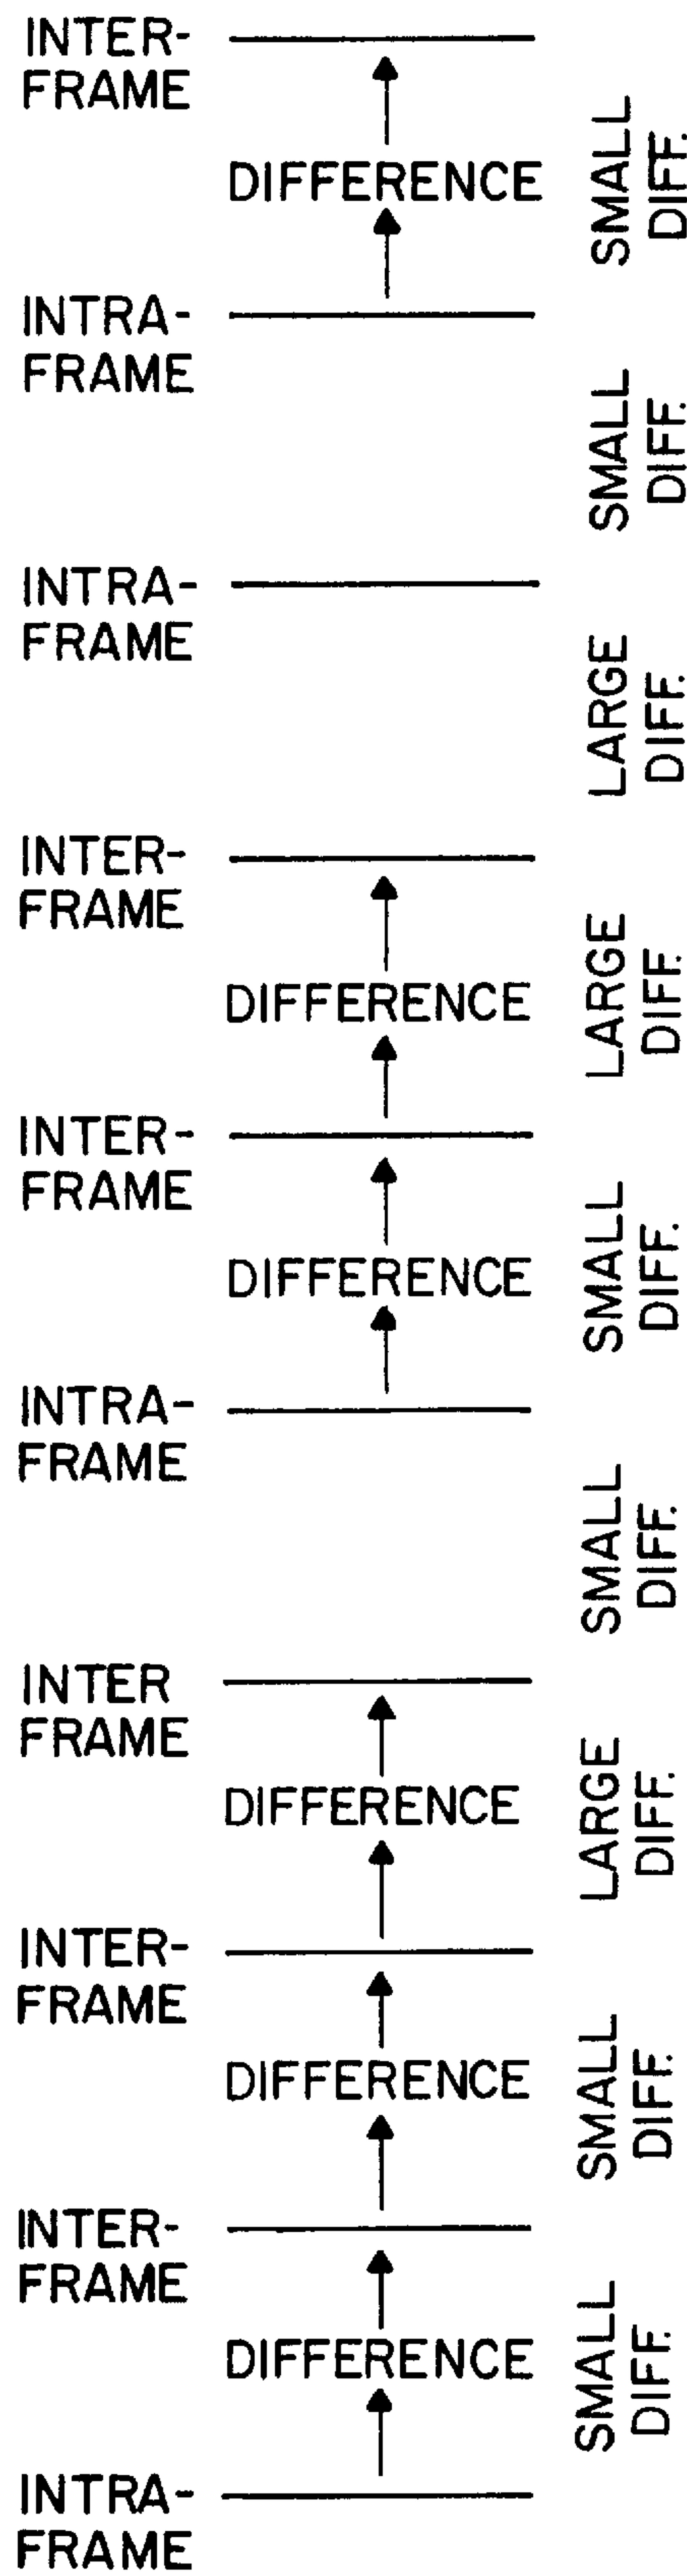 INTER-
FRAME
DIFFERENCE
SMALL
DIFF.
INTRA-
FRAME
SMALL
DIFF.
INTRA-
FRAME
LARGE
DIFF.
INTER-
FRAME
DIFFERENCE
LARGE
DIFF.
INTER-
FRAME
DIFFERENCE
SMALL
DIFF.
INTRA-
FRAME
SMALL
DIFF.
INTER
FRAME
DIFFERENCE
LARGE
DIFF.
INTER-
FRAME
DIFFERENCE
SMALL
DIFF.
INTER-
FRAME
DIFFERENCE
SMALL
DIFF.
INTRA-
FRAME